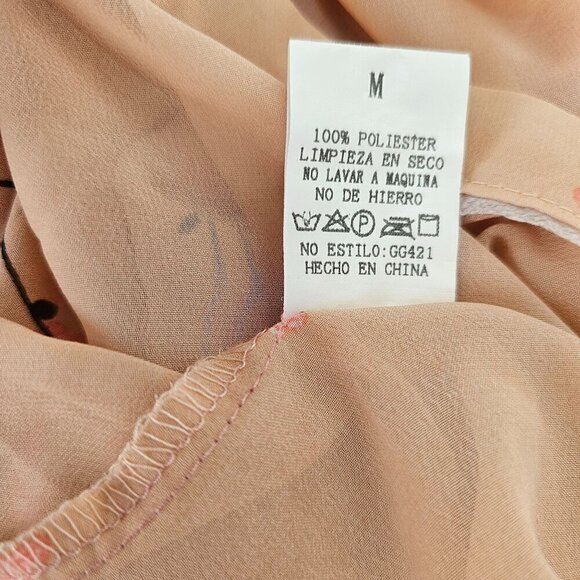 M
100% POLIESTER
LIMPIEZA EN SECO
NO LAVAR A MAQUINA
NO DE HIERRO
P
NO ESTILO:GG421
HECHO EN CHINA